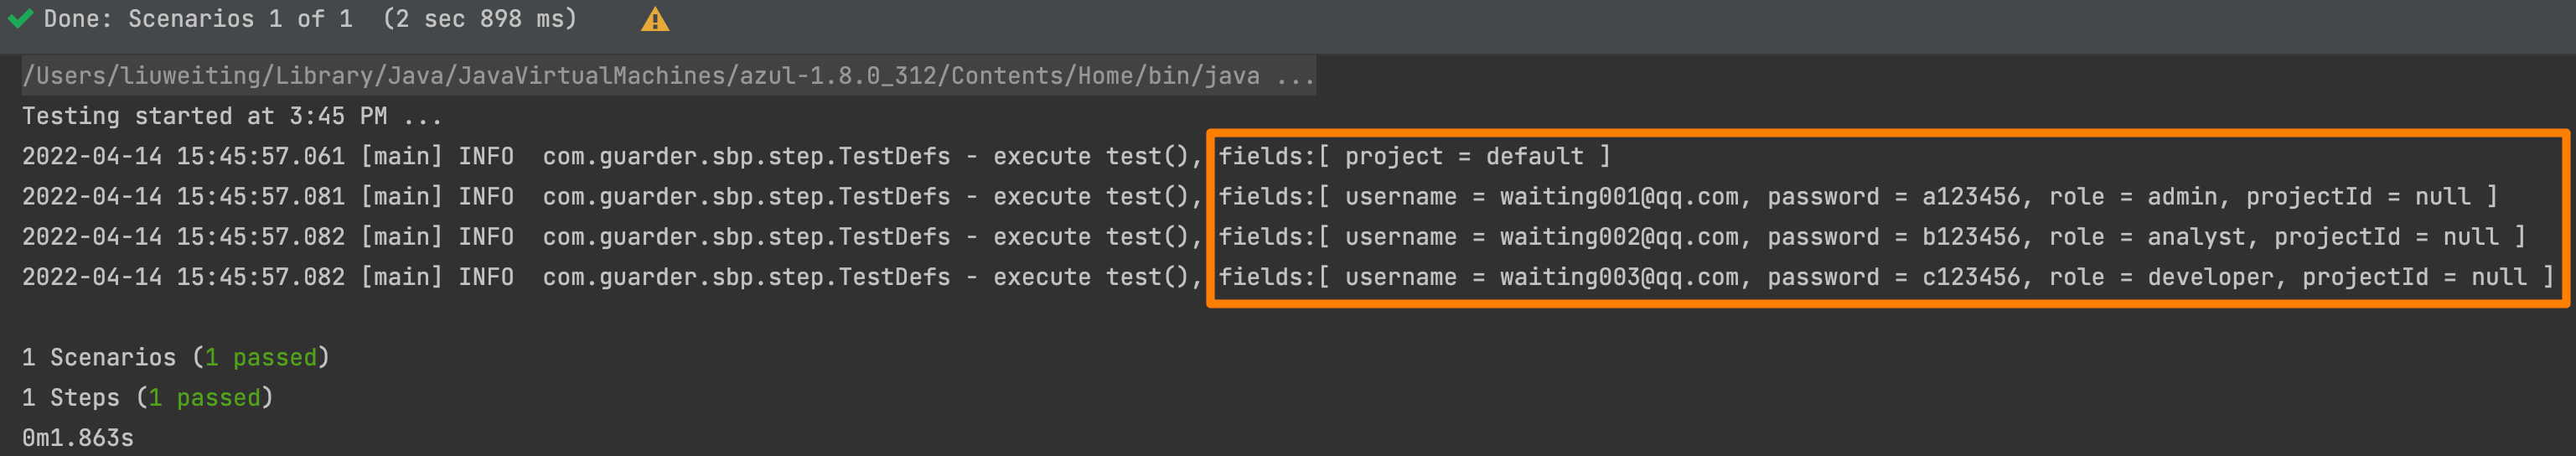 Done: Scenarios 1 of 1 (2 sec 898 ms)
/Users/liuweiting/Library/Java/JavaVirtualMachines/azul-1.8.0_312/Contents/Home/bin/java ...
Testing started at 3:45 PM ...
2022-04-14 15:45:57.061 [main] INFO  com.guarder.sbp.step.TestDefs - execute test(), fields:[ project = default ]
2022-04-14 15:45:57.081 [main] INFO  com.guarder.sbp.step.TestDefs - execute test(), fields:[ username = waiting001@qq.com, password = a123456, role = admin, projectId = null ]
2022-04-14 15:45:57.082 [main] INFO  com.guarder.sbp.step.TestDefs - execute test(), fields:[ username = waiting002@qq.com, password = b123456, role = analyst, projectId = null ]
2022-04-14 15:45:57.082 [main] INFO  com.guarder.sbp.step.TestDefs - execute test(), fields:[ username = waiting003@qq.com, password = c123456, role = developer, projectId = null ]
1 Scenarios (1 passed)
1 Steps (1 passed)
0m1.863s